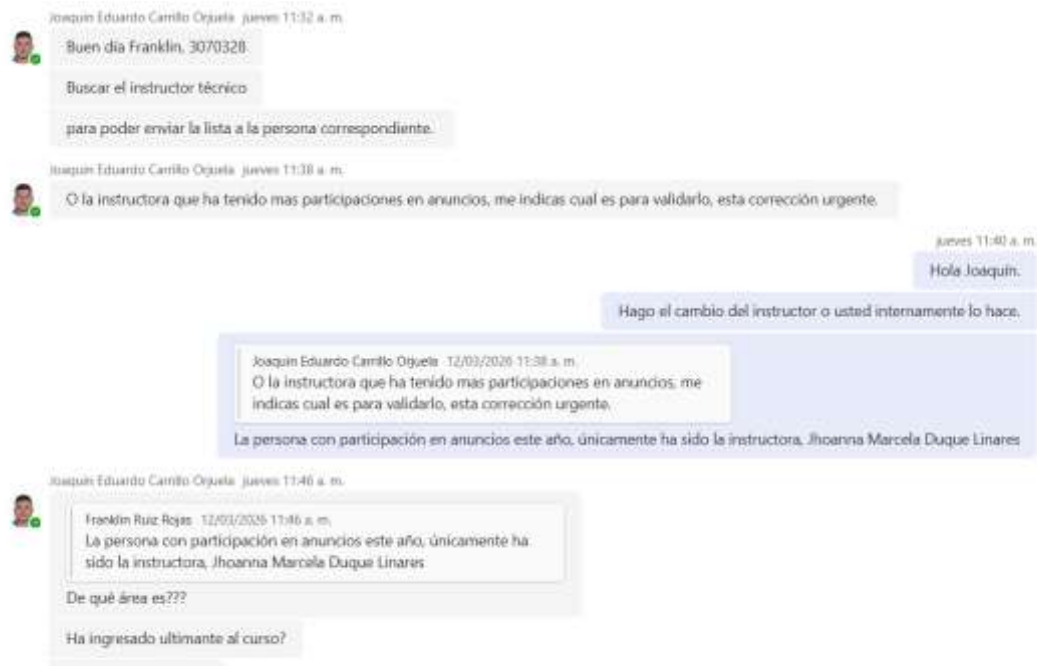 Joaquin Eduardo Carrillo Orjuela jueves 11:32 a. m.
Buen día Franklin, 3070328
Buscar el instructor técnico
para poder enviar la lista a la persona correspondiente.
Joaquin Eduardo Carrillo Orjuela jueves 11:38 a. m.
O la instructora que ha tenido mas participaciones en anuncios, me indicas cual es para validarlo, esta corrección urgente.
jueves 11:40 a. m.
Hola Joaquín.
Hago el cambio del instructor o usted internamente lo hace.
Joaquin Eduardo Carrillo Orjuela 12/03/2026 11:38 a. m.
O la instructora que ha tenido mas participaciones en anuncios, me
indicas cual es para validarlo, esta corrección urgente.
La persona con participación en anuncios este año, únicamente ha sido la instructora, Jhoanna Marcela Duque Linares
Joaquin Eduardo Carrillo Orjuela jueves 11:46 a. m.
Franklin Ruiz Rojas 12/03/2026 11:46 a. m.
La persona con participación en anuncios este año, únicamente ha
sido la instructora, Jhoanna Marcela Duque Linares
De qué área es???
Ha ingresado ultimante al curso?